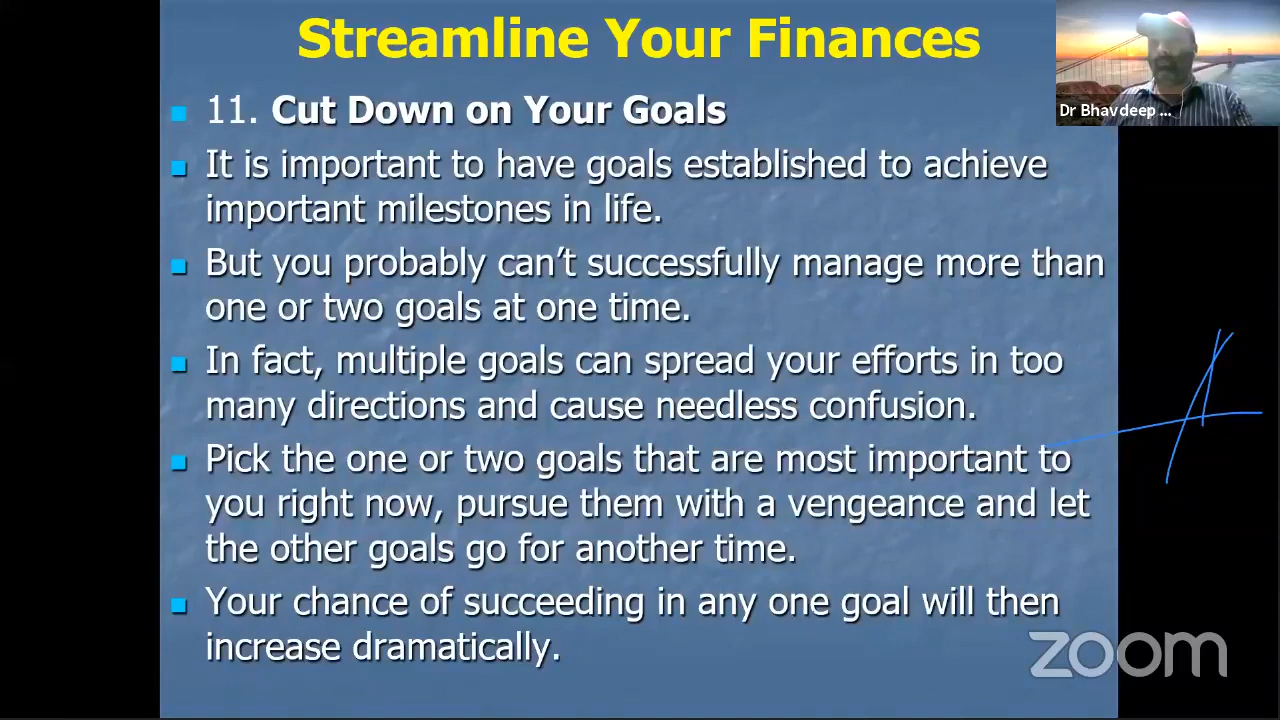 Streamline Your Finances
Dr Bhavdeep ...
11. Cut Down on Your Goals
It is important to have goals established to achieve
important milestones in life.
But you probably can’t successfully manage more than
one or two goals at one time.
In fact, multiple goals can spread your efforts in too
many directions and cause needless confusion.
Pick the one or two goals that are most important to
you right now, pursue them with a vengeance and let
the other goals go for another time.
Your chance of succeeding in any one goal will then
increase dramatically.
zoom